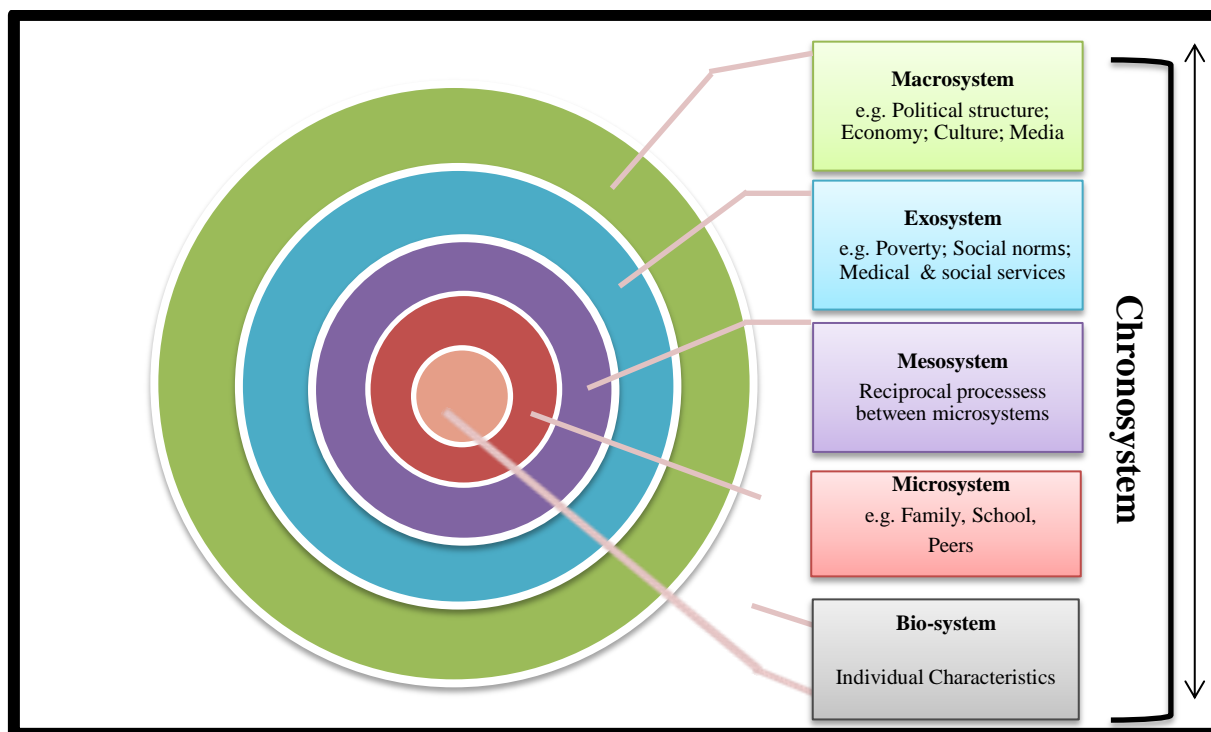 Macrosystem
e.g. Political structure;
Economy; Culture; Media
Exosystem
e.g. Poverty; Social norms;
Medical & social services
Mesosystem
Reciprocal processess
between microsystems
Microsystem
e.g. Family, School,
Peers
Bio-system
Individual Characteristics
Chronosystem